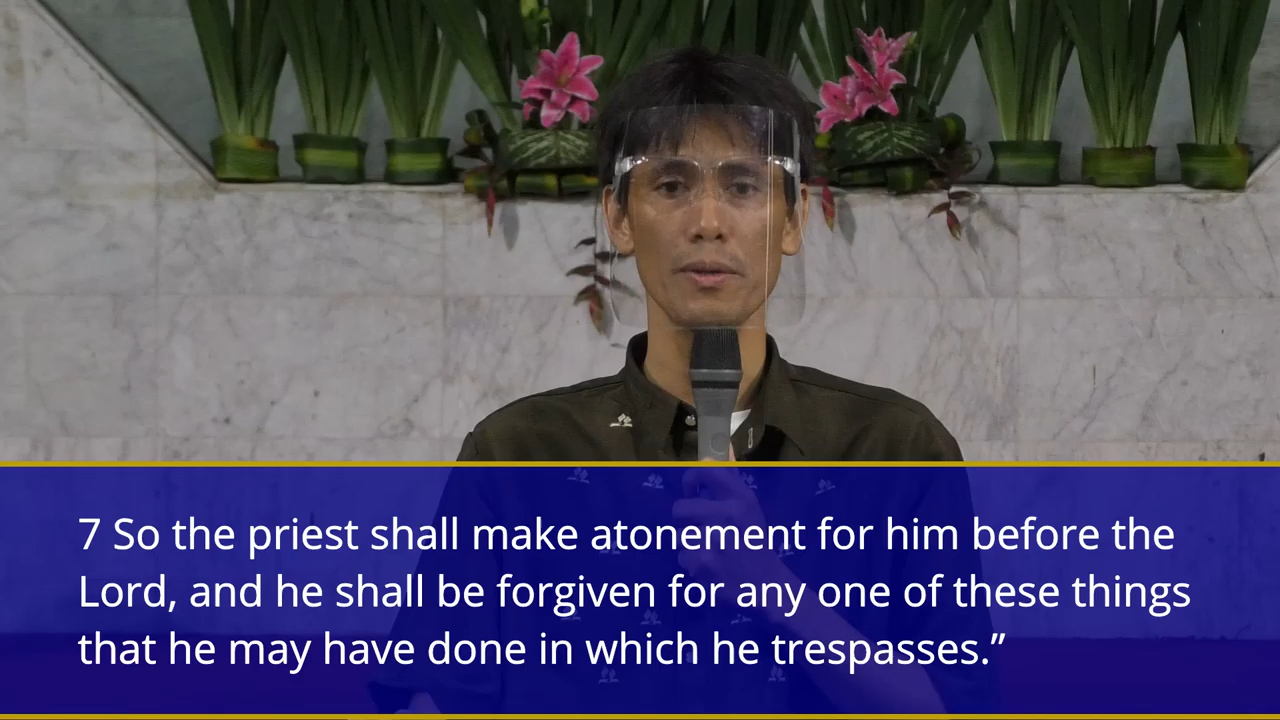 7 So the priest shall make atonement for him before the
Lord, and he shall be forgiven for any one of these things
that he may have done in which he trespasses.”